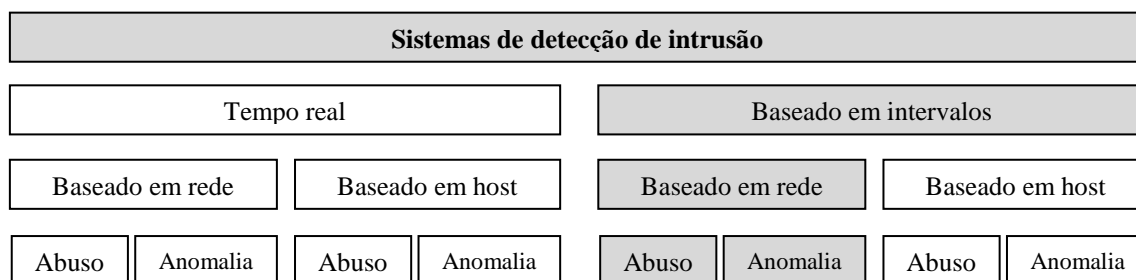 Sistemas de detecção de intrusão
Tempo real Baseado em intervalos
Baseado em rede Baseado em host Baseado em rede Baseado em host
Abuso Anomalia Abuso Anomalia Abuso Anomalia Abuso Anomalia